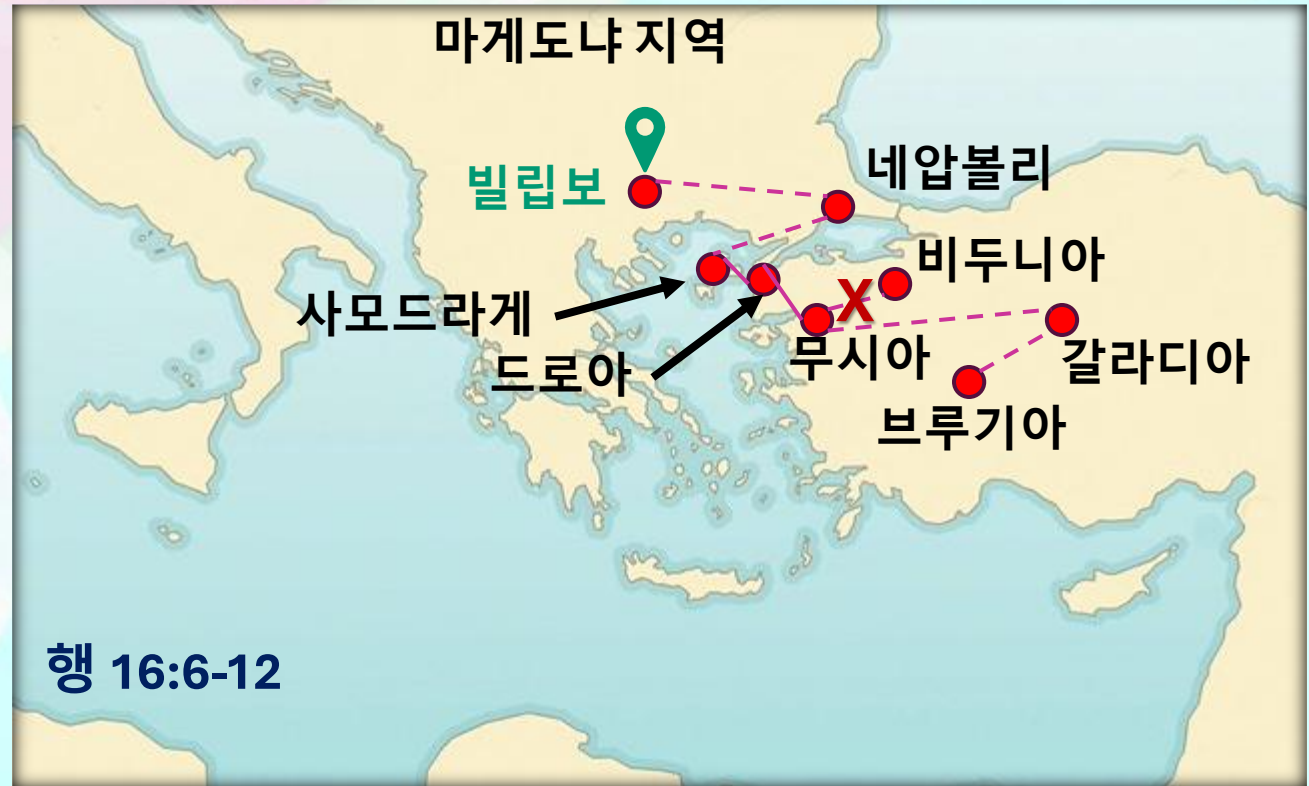 마게도냐 지역
네압볼리
빌립보
비두니아
사모드라게
X
무시아
갈라디아
드로아
브루기아
행 16:6-12